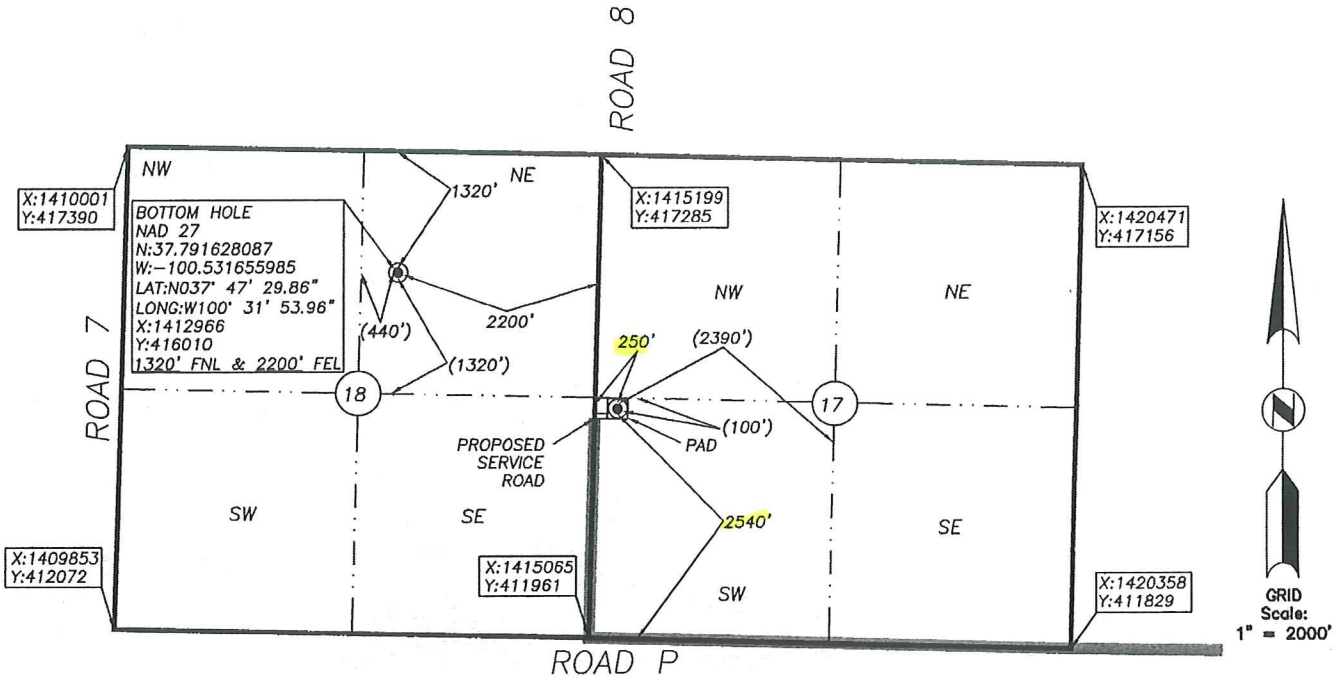 ROAD 8
NW
NE
1320'
X:1410001
Y:417390
X:1415199
Y:417285
X:1420471
Y:417156
BOTTOM HOLE
NAD 27
N:37.791628087
W:-100.531655985
LAT:N037° 47' 29.86"
LONG:W100° 31' 53.96"
X:1412966
Y:416010
1320' FNL & 2200' FEL
NW
NE
(440')
2200'
250'
(2390')
(1320')
ROAD 7
18
17
(100')
PROPOSED
SERVICE
ROAD
PAD
SW
SE
2540'
SE
SW
X:1409853
Y:412072
X:1415065
Y:411961
X:1420358
Y:411829
N
GRID
Scale:
1" = 2000'
ROAD P